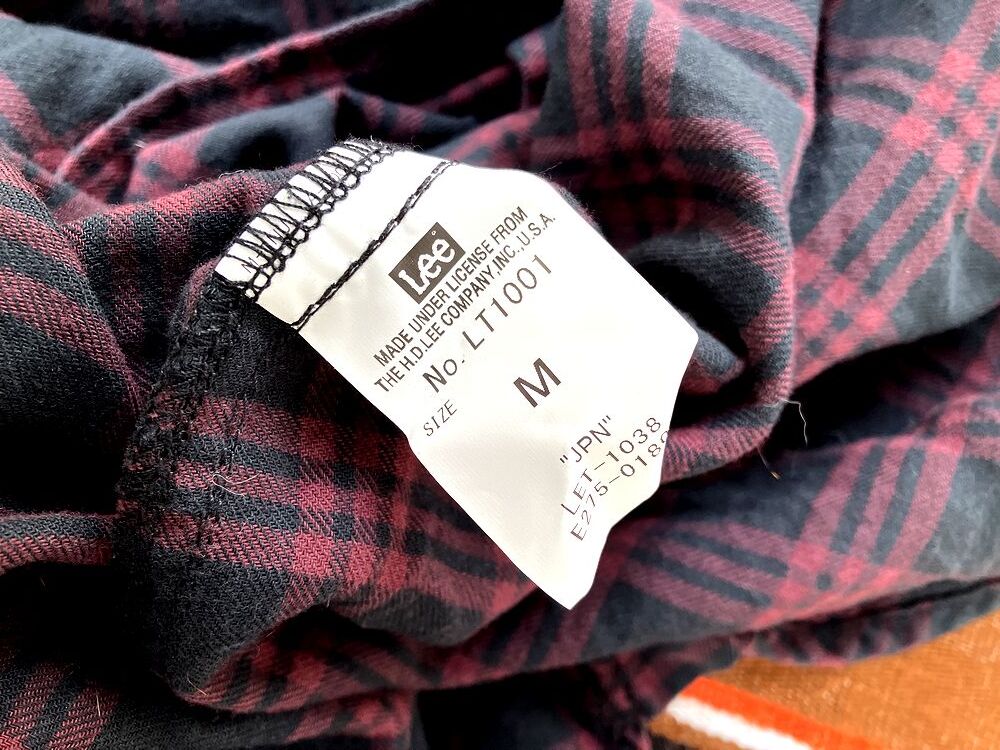 Lee
MADE UNDER LICENSE FROM
THE H.D.LEE COMPANY,INC.,U.S.A.
No. LT1001
SIZE M
"JPN"
LET-1038